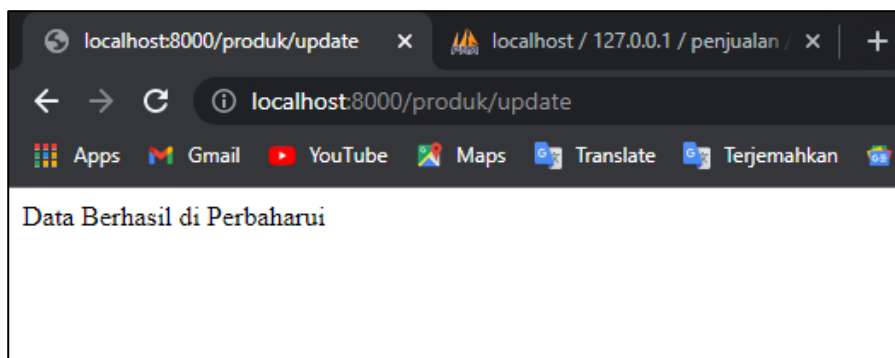 localhost:8000/produk/update
localhost / 127.0.0.1 / penjualan /
localhost:8000/produk/update
Apps Gmail YouTube Maps Translate Terjemahkan
Data Berhasil di Perbaharui